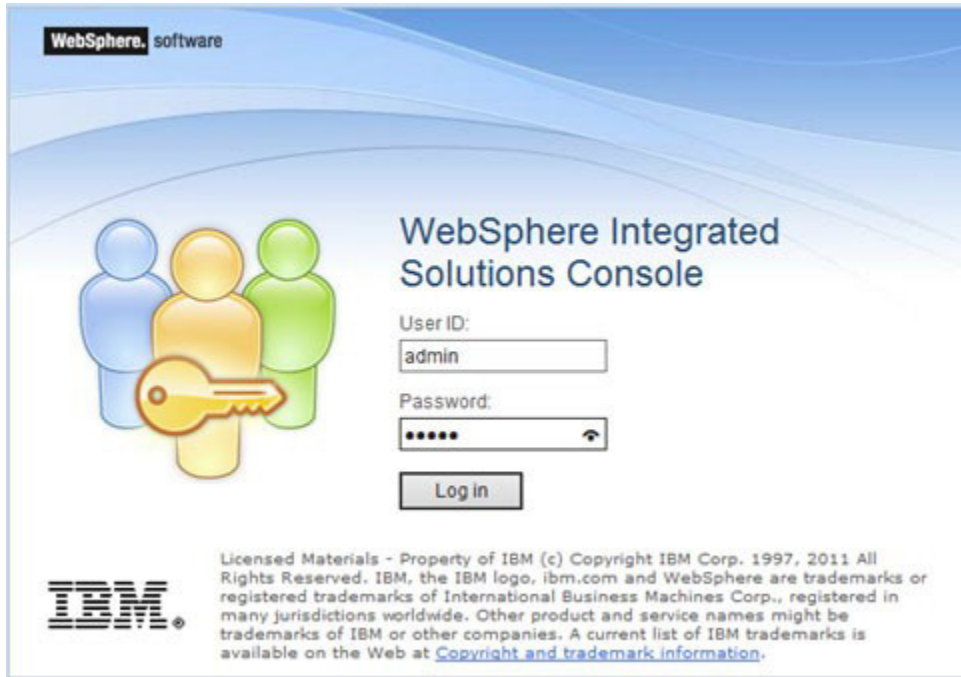 WebSphere. software
WebSphere Integrated
Solutions Console
User ID:
admin
Password:
•••••
Log in
IBM®
Licensed Materials - Property of IBM (c) Copyright IBM Corp. 1997, 2011 All
Rights Reserved. IBM, the IBM logo, ibm.com and WebSphere are trademarks or
registered trademarks of International Business Machines Corp., registered in
many jurisdictions worldwide. Other product and service names might be
trademarks of IBM or other companies. A current list of IBM trademarks is
available on the Web at Copyright and trademark information.